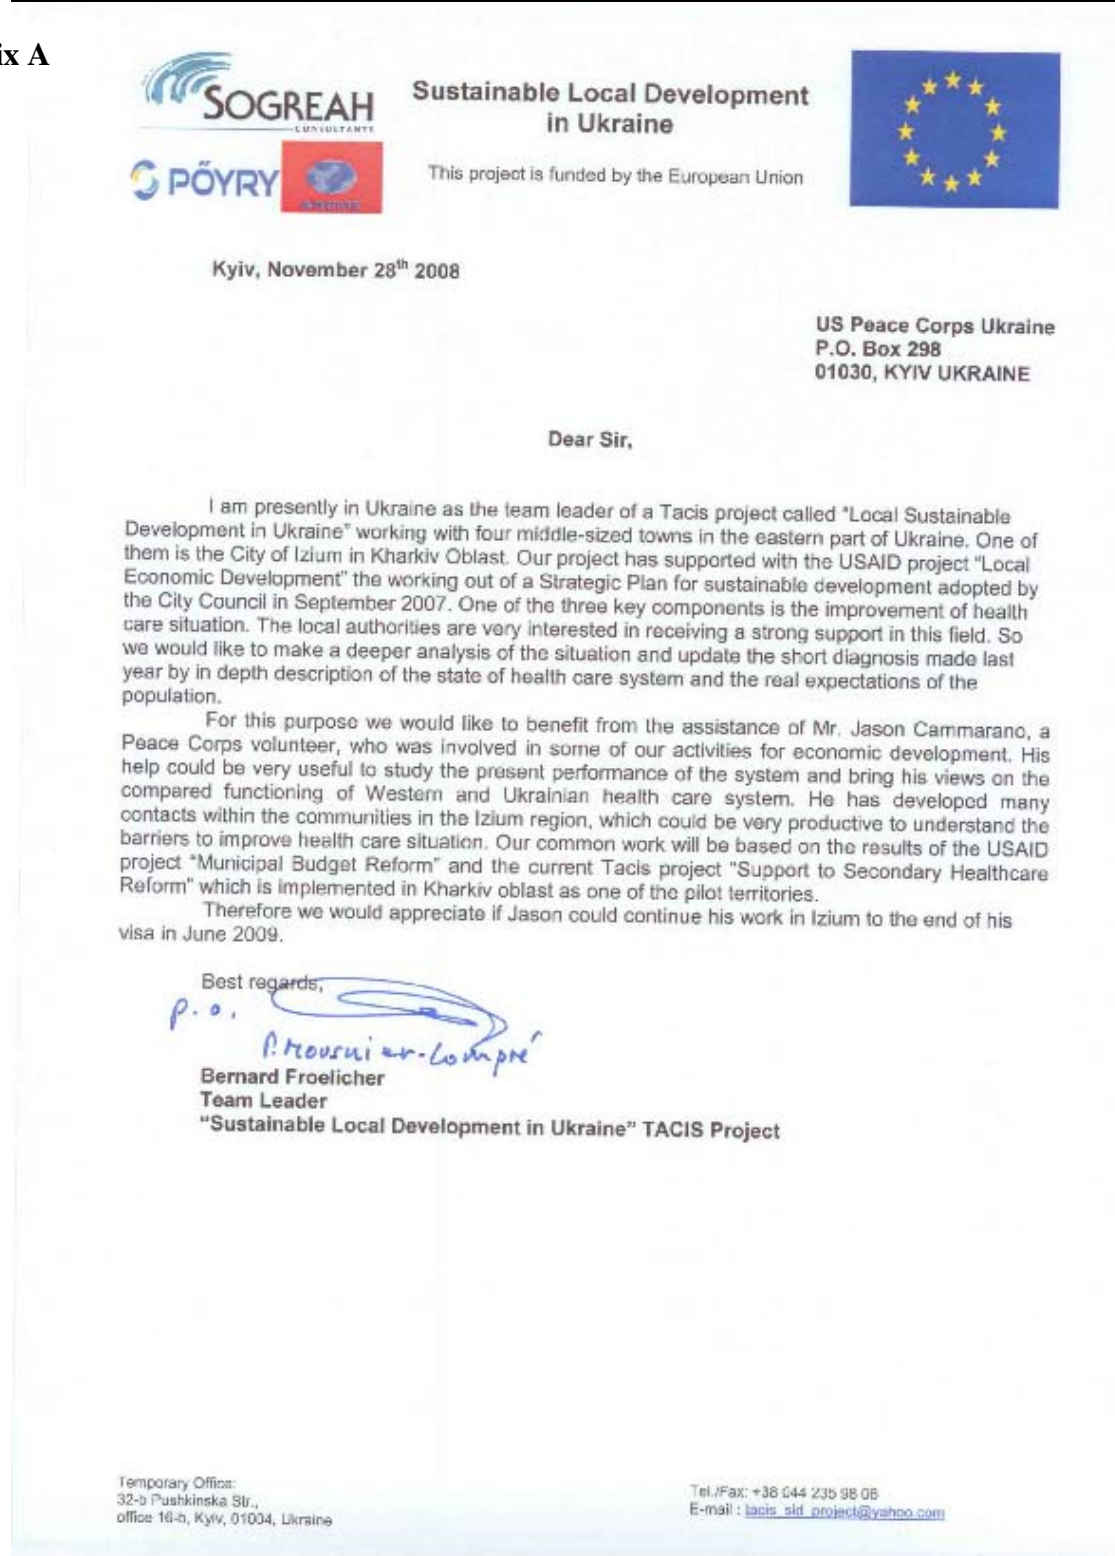 ix A
SOGREAH
CONSULTANTS
PŐYRY
Sustainable Local Development
in Ukraine
This project is funded by the European Union
Kyiv, November 28th 2008
US Peace Corps Ukraine
P.O. Box 298
01030, KYIV UKRAINE
Dear Sir,
I am presently in Ukraine as the team leader of a Tacis project called "Local Sustainable
Development in Ukraine" working with four middle-sized towns in the eastern part of Ukraine. One of
them is the City of Izium in Kharkiv Oblast. Our project has supported with the USAID project "Local
Economic Development" the working out of a Strategic Plan for sustainable development adopted by
the City Council in September 2007. One of the three key components is the improvement of health
care situation. The local authorities are very interested in receiving a strong support in this field. So
we would like to make a deeper analysis of the situation and update the short diagnosis made last
year by in depth description of the state of health care system and the real expectations of the
population.
For this purpose we would like to benefit from the assistance of Mr. Jason Cammarano, a
Peace Corps volunteer, who was involved in some of our activities for economic development. His
help could be very useful to study the present performance of the system and bring his views on the
compared functioning of Western and Ukrainian health care system. He has developed many
contacts within the communities in the Izium region, which could be very productive to understand the
barriers to improve health care situation. Our common work will be based on the results of the USAID
project "Municipal Budget Reform" and the current Tacis project "Support to Secondary Healthcare
Reform" which is implemented in Kharkiv oblast as one of the pilot territories.
Therefore we would appreciate if Jason could continue his work in Izium to the end of his
visa in June 2009.
Best regards,
p.o.
P. Mousnier-Lompré
Bernard Froelicher
Team Leader
"Sustainable Local Development in Ukraine" TACIS Project
Temporary Office:
32-b Pushkinska Str.,
office 16-b, Kyiv, 01004, Ukraine
Tel./Fax: +38 044 235 98 08
E-mail : tacis_sld_project@yahoo.com